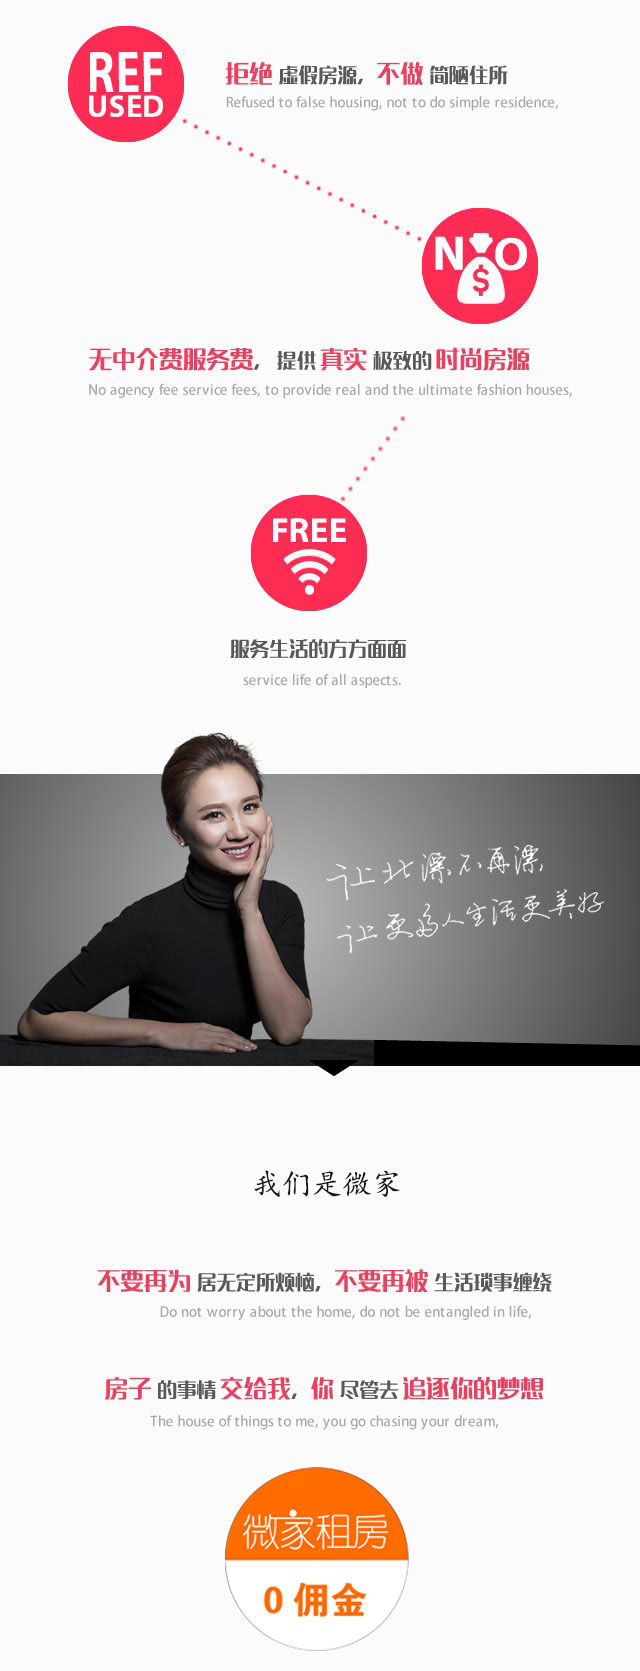 REF
USED
拒绝 虚假房源，不做 简陋住所
Refused to false housing, not to do simple residence,
NO
$
无中介费服务费，提供 真实 极致的 时尚房源
No agency fee service fees, to provide real and the ultimate fashion houses,
FREE
服务生活的方方面面
service life of all aspects.
让北漂不再漂
让更多人生活更美好
我们是微家
不要再为 居无定所烦恼，不要再被 生活琐事缠绕
Do not worry about the home, do not be entangled in life,
房子 的事情 交给我，你 尽管去 追逐你的梦想
The house of things to me, you go chasing your dream,
微家租房
0 佣金